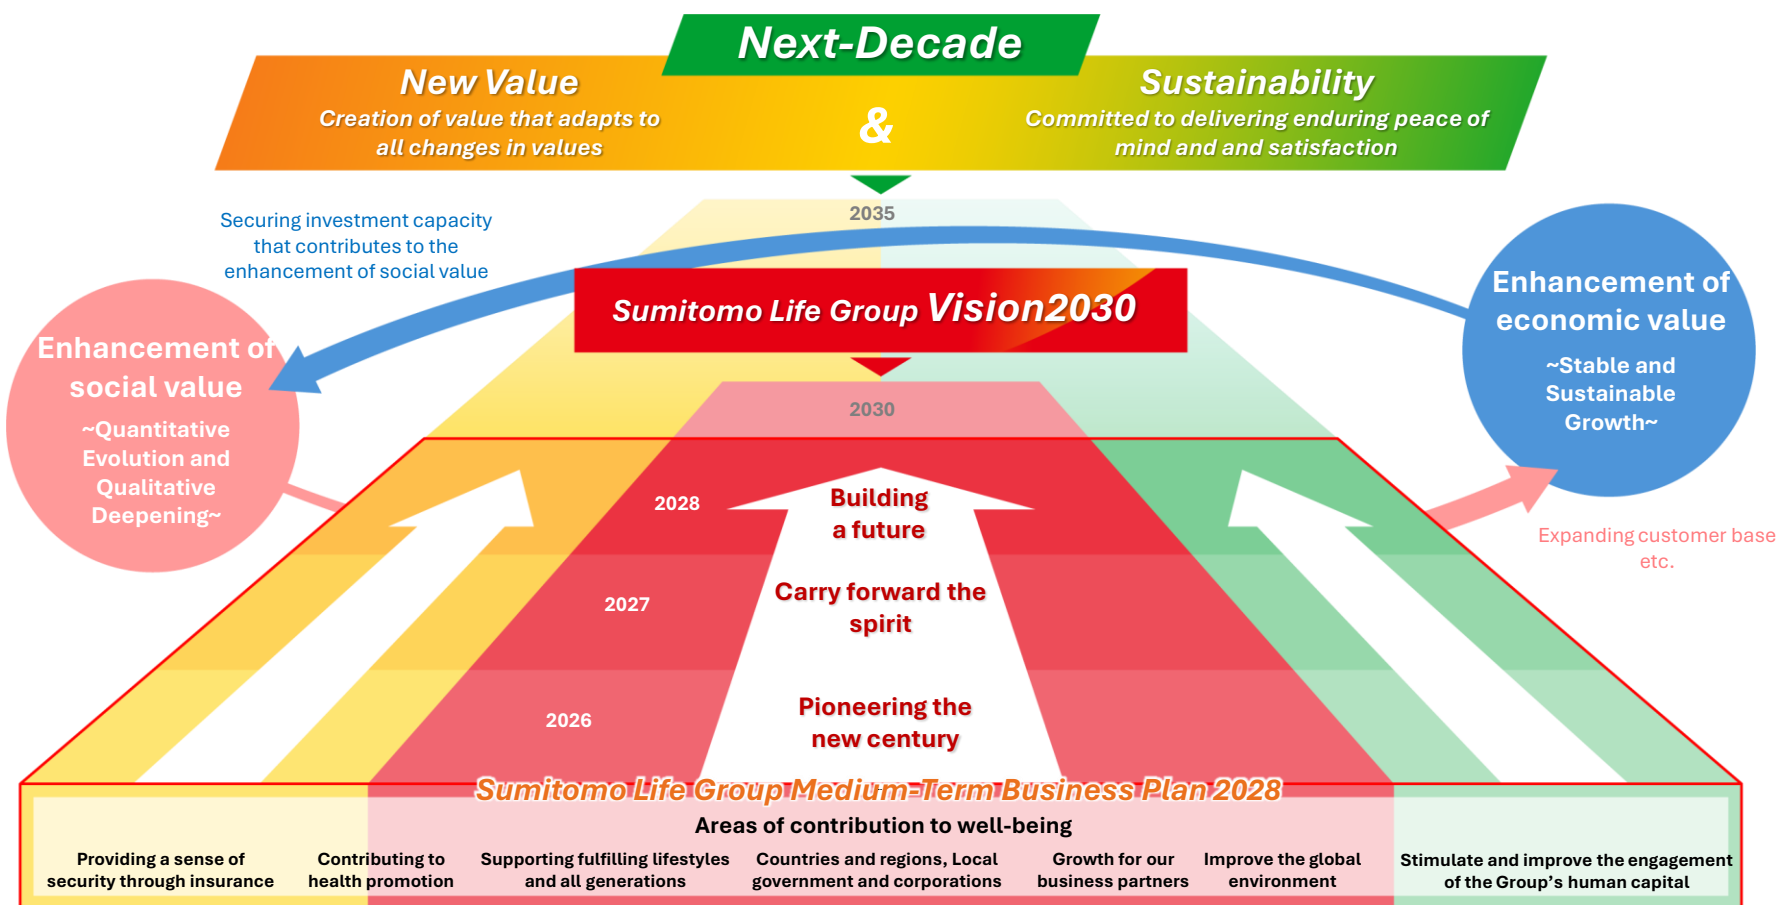 Next-Decade
New Value
Creation of value that adapts to
all changes in values
&
Sustainability
Committed to delivering enduring peace of
mind and and satisfaction
2035
Securing investment capacity
that contributes to the
enhancement of social value
Sumitomo Life Group Vision2030
Enhancement of
economic value
~Stable and
Sustainable
Growth~
Enhancement of
social value
~Quantitative
Evolution and
Qualitative
Deepening~
2030
Expanding customer base
etc.
2028
Building
a future
2027
Carry forward the
spirit
2026
Pioneering the
new century
Sumitomo Life Group Medium-Term Business Plan 2028
Areas of contribution to well-being
Providing a sense of
security through insurance
Contributing to
health promotion
Supporting fulfilling lifestyles
and all generations
Countries and regions, Local
government and corporations
Growth for our
business partners
Improve the global
environment
Stimulate and improve the engagement
of the Group's human capital